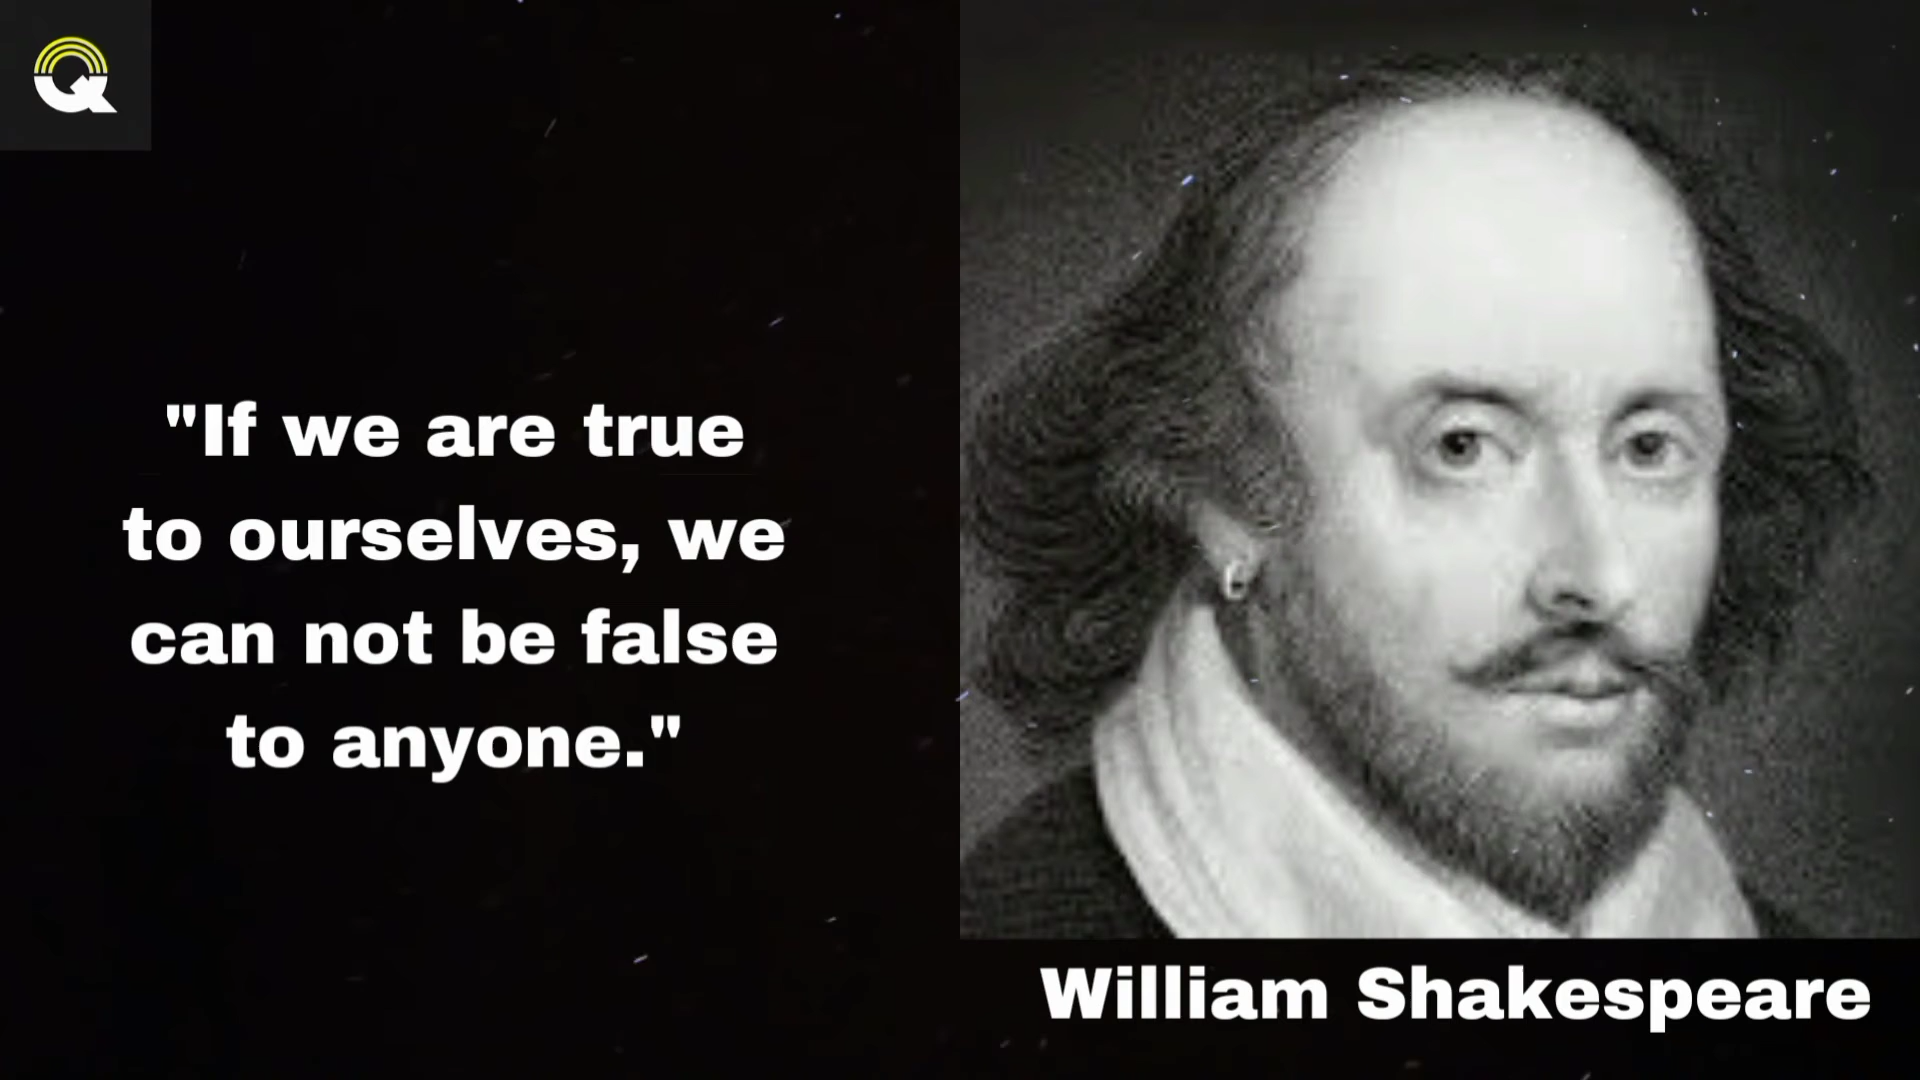 "If we are true
to ourselves, we
can not be false
to anyone."
William Shakespeare